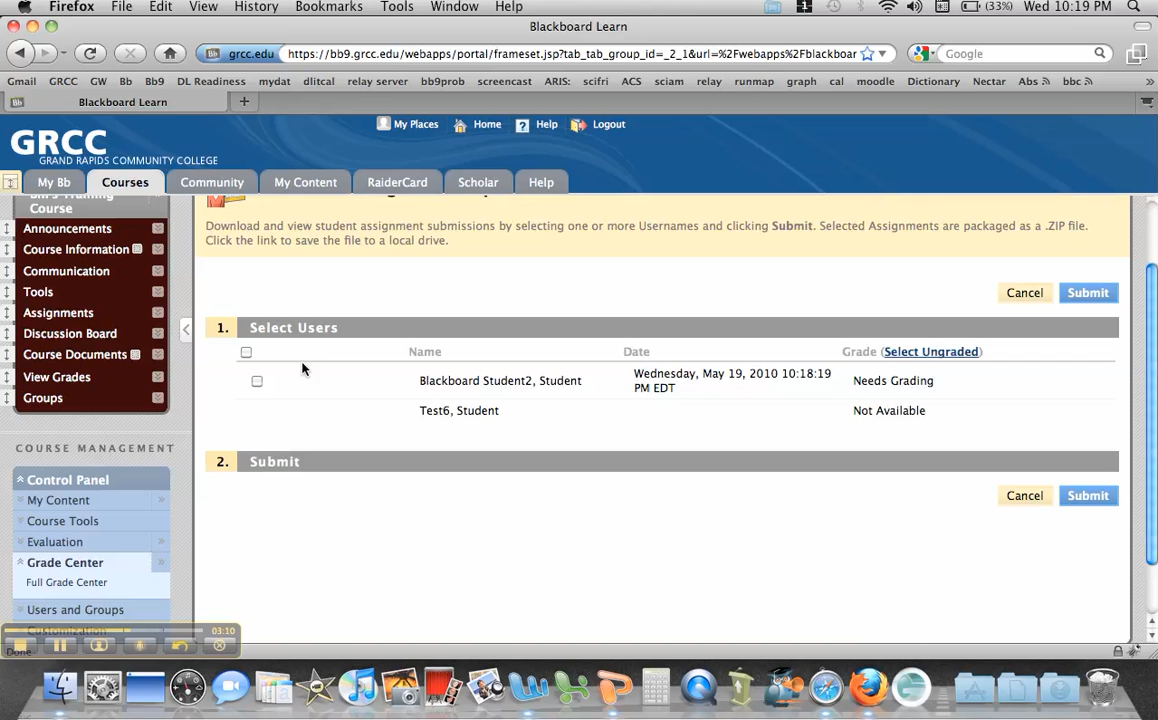 Firefox File Edit View History Bookmarks Tools Window Help (33%) Wed 10:19 PM
Blackboard Learn
grcc.edu https://bb9.grcc.edu/webapps/portal/frameset.jsp?tab_tab_group_id=_2_1&url=%2Fwebapps%2Fblackboar Google
Gmail GRCC GW Bb Bb9 DL Readiness mydat dlitcal relay server bb9prob screencast ARIS: scifri ACS sciam relay runmap graph cal moodle Dictionary Nectar Abs bbc
Blackboard Learn
My Places Home Help Logout
GRCC
GRAND RAPIDS COMMUNITY COLLEGE
My Bb Courses Community My Content RaiderCard Scholar Help
Training
Course
Announcements
Course Information
Communication
Tools
Assignments
Discussion Board
Course Documents
View Grades
Groups
COURSE MANAGEMENT
Control Panel
My Content
Course Tools
Evaluation
Grade Center
Full Grade Center
Users and Groups
Customization
03:10
Done
Download and view student assignment submissions by selecting one or more Usernames and clicking Submit. Selected Assignments are packaged as a .ZIP file.
Click the link to save the file to a local drive.
Cancel Submit
1. Select Users
Name Date Grade (Select Ungraded)
Blackboard Student2, Student Wednesday, May 19, 2010 10:18:19 PM EDT Needs Grading
Test6, Student Not Available
2. Submit
Cancel Submit